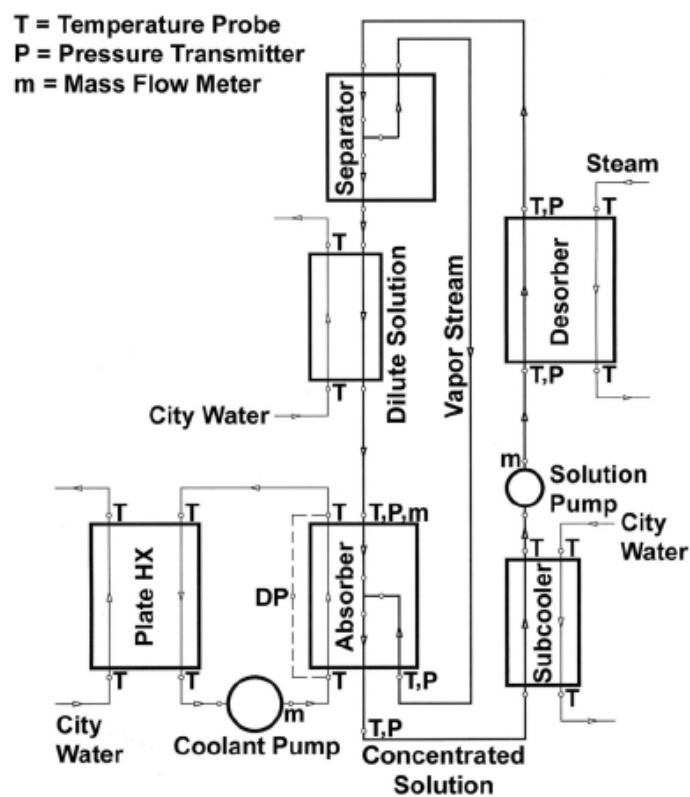 T = Temperature Probe
P = Pressure Transmitter
m = Mass Flow Meter
Separator
Steam
T,P
T
T
Desorber
Dilute Solution
Vapor Stream
T,P
T
T
City Water
m
Solution
Pump
City
Water
T
T
T
T,P,m
T
T
Plate HX
DP
Absorber
Subcooler
T
T
T
T,P
T
City
Water
m
Coolant Pump
T,P
Concentrated
Solution